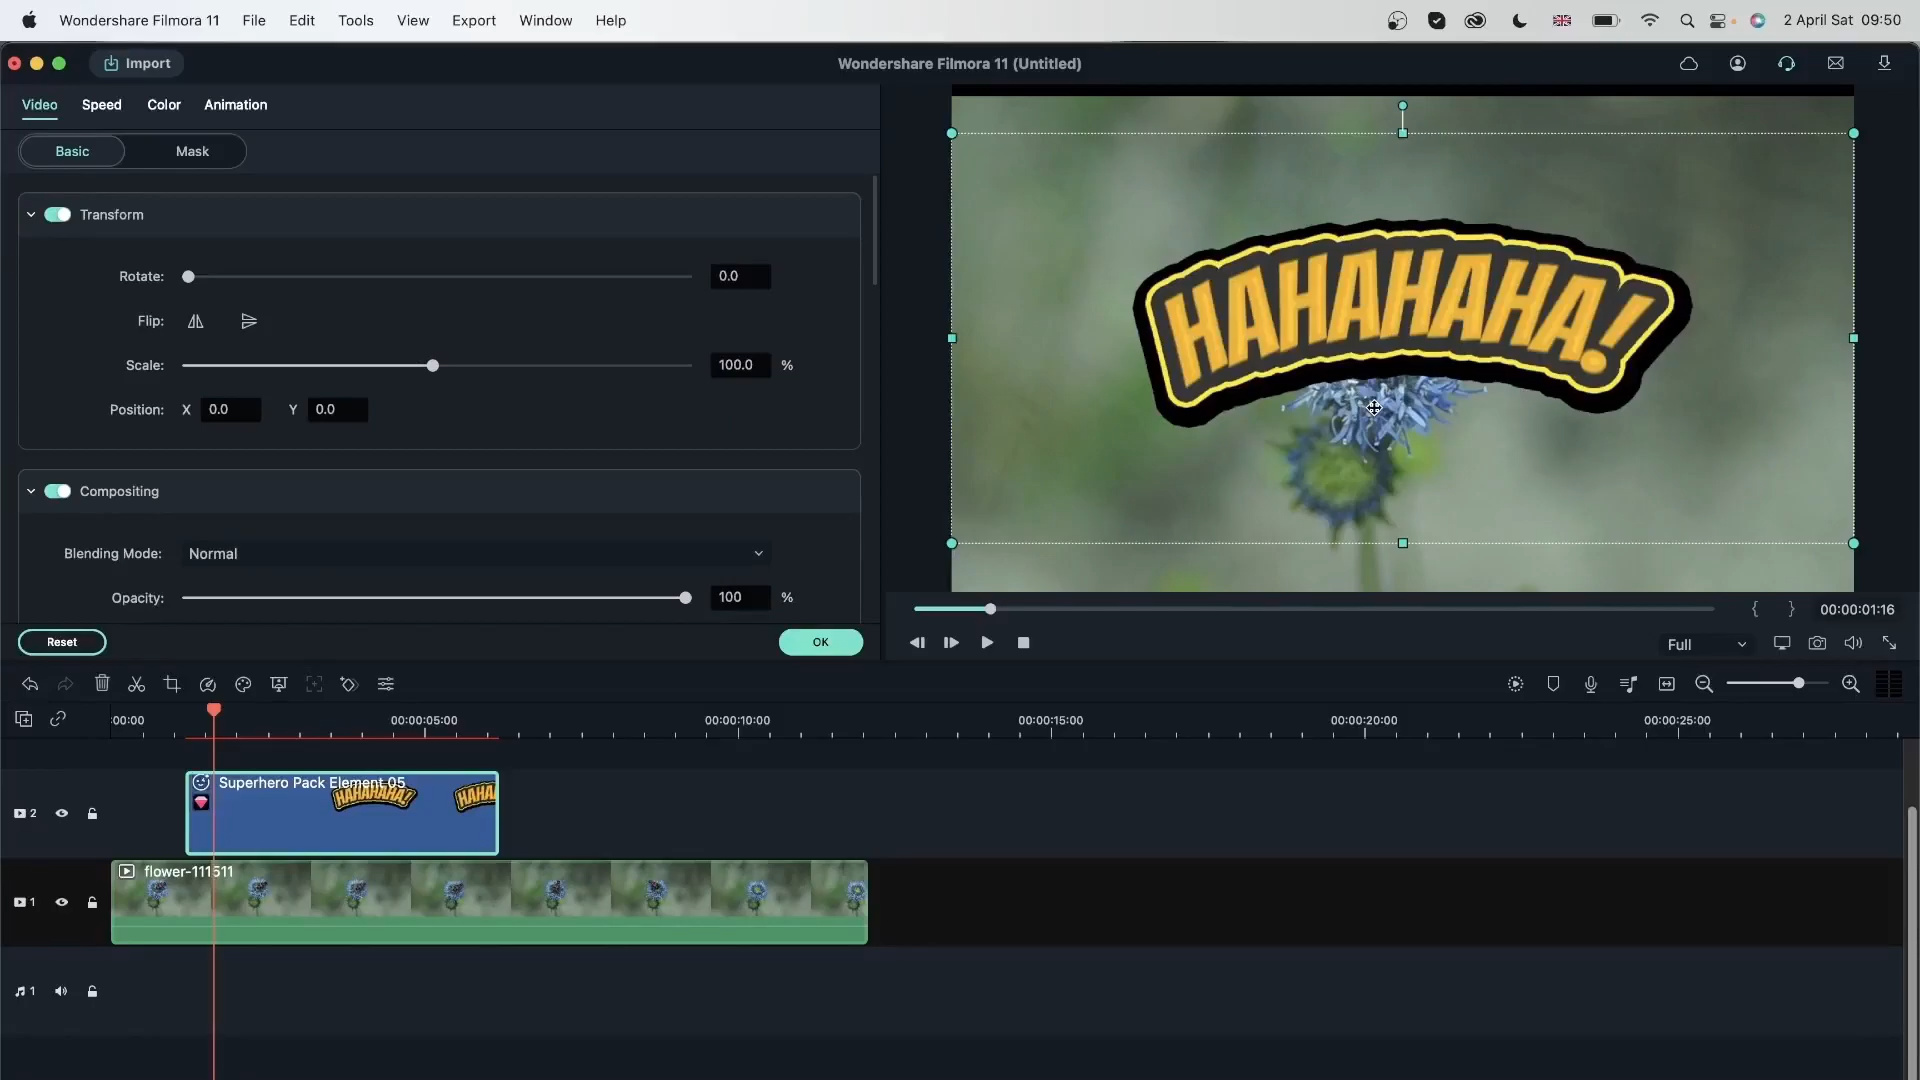 Wondershare Filmora 11 File Edit Tools View Export Window Help 2 April Sat 09:50
Import Wondershare Filmora 11 (Untitled)
Video Speed Color Animation
Basic Mask
Transform
Rotate: 0.0
Flip:
Scale: 100.0 %
Position: X 0.0 Y 0.0
Compositing
Blending Mode: Normal
Opacity: 100 %
Reset OK
HAHAHAHA!
{ } 00:00:01:16
Full
:00:00 00:00:05:00 00:00:10:00 00:00:15:00 00:00:20:00 00:00:25:00
Superhero Pack Element 05
HAHAHAHA!
HAHA
2
flower-111511
1
1